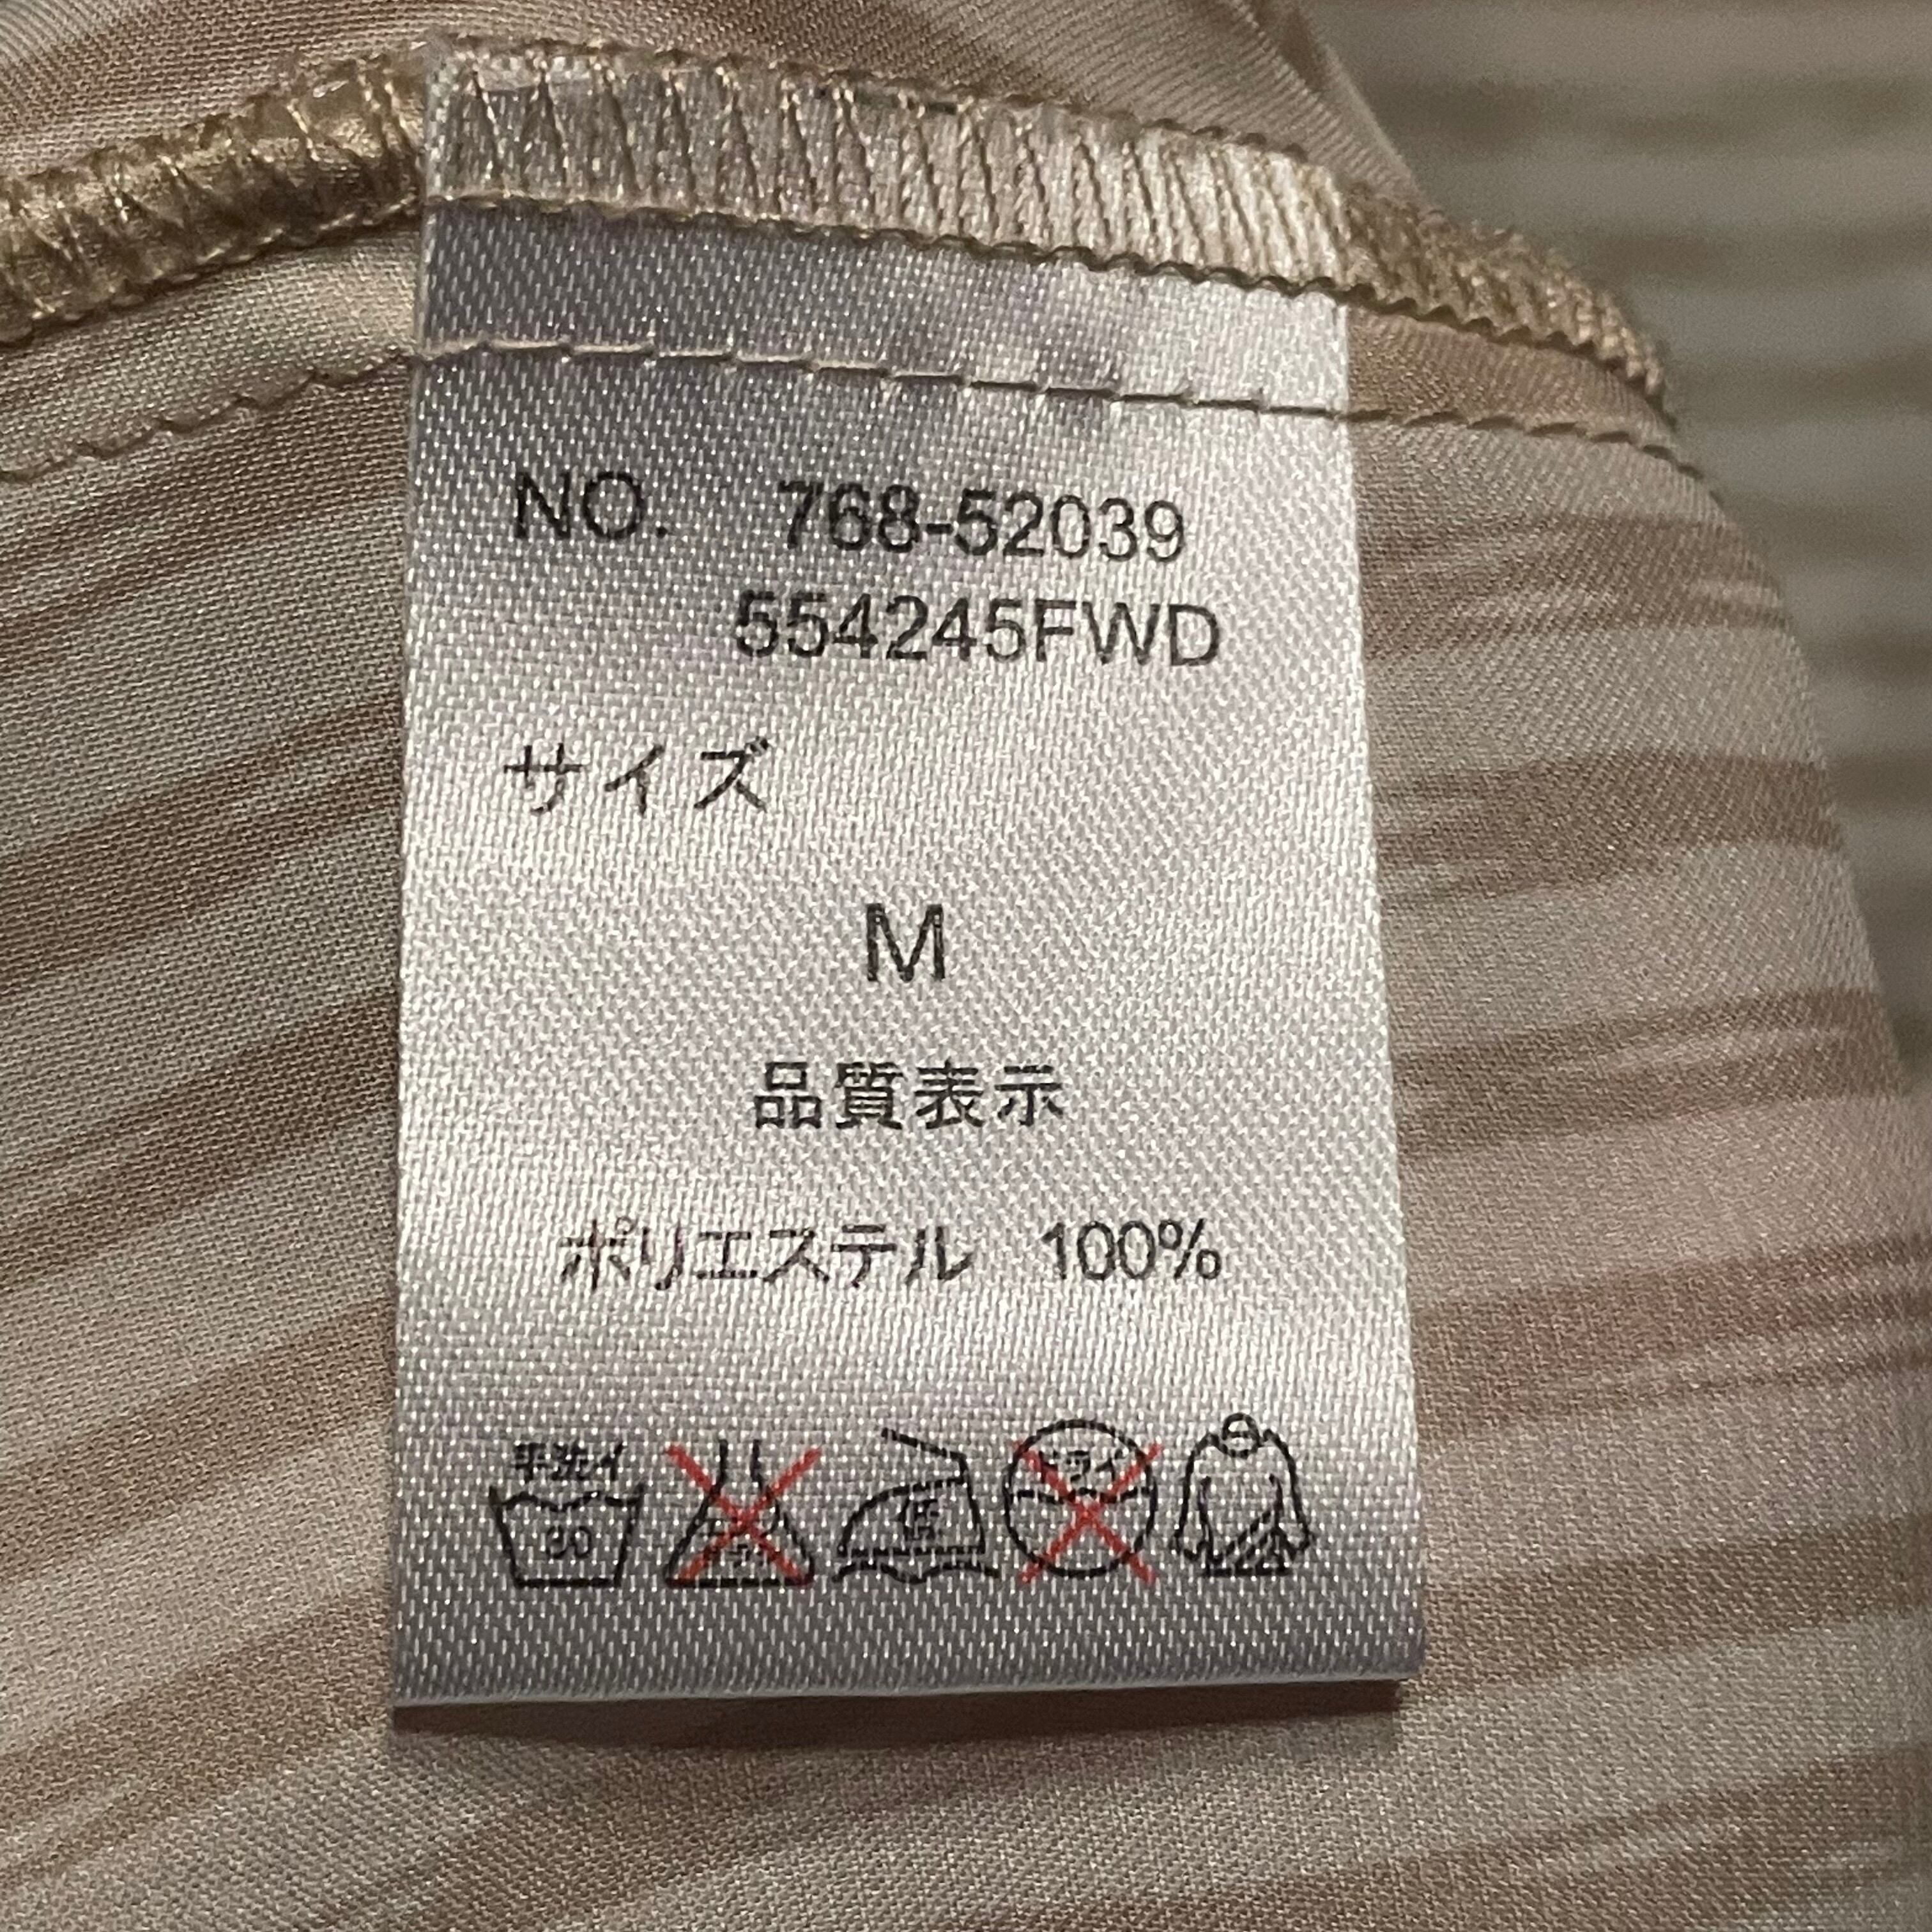 NO. 768-52039
554245FWD
サイズ
M
品質表示
ポリエステル 100%
手洗イ
30
ドライ